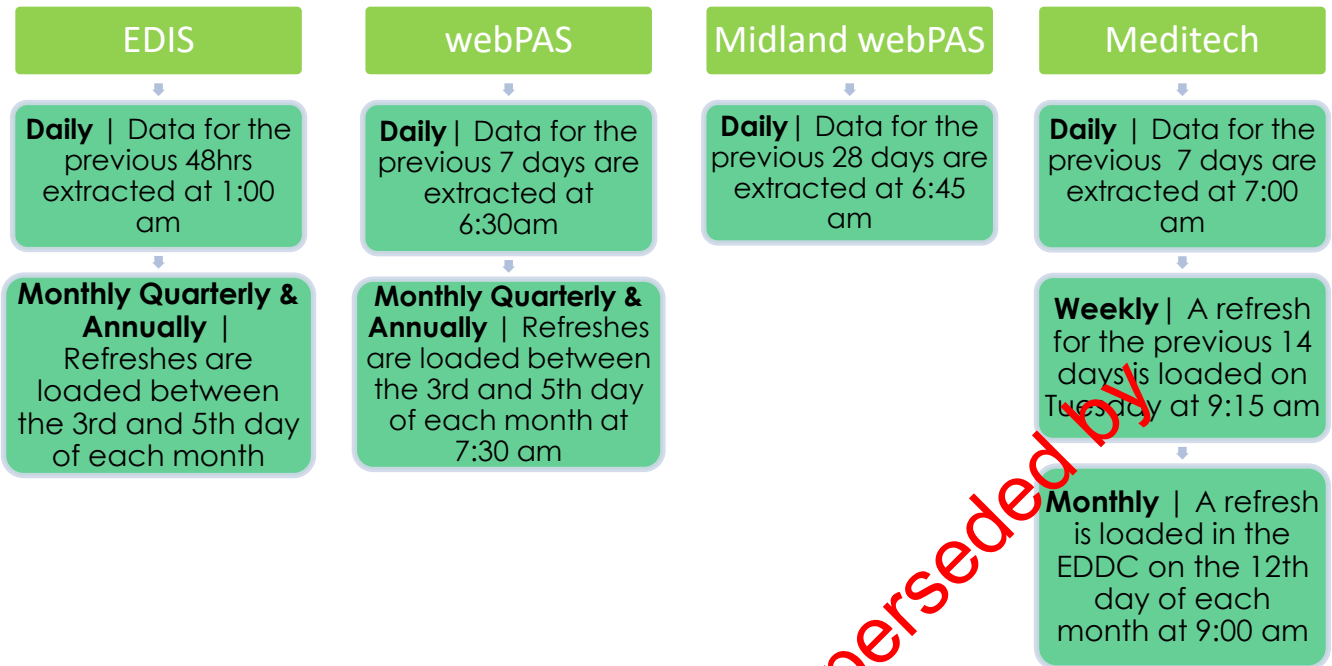 EDIS
Daily | Data for the
previous 48hrs
extracted at 1:00
am
Monthly Quarterly &
Annually |
Refreshes are
loaded between
the 3rd and 5th day
of each month
webPAS
Daily| Data for the
previous 7 days are
extracted at
6:30am
Monthly Quarterly &
Annually | Refreshes
are loaded between
the 3rd and 5th day
of each month at
7:30 am
Midland webPAS
Daily| Data for the
previous 28 days are
extracted at 6:45
am
Meditech
Daily | Data for the
previous 7 days are
extracted at 7:00
am
Weekly| A refresh
for the previous 14
days is loaded on
Tuesday at 9:15 am
Monthly | A refresh
is loaded in the
EDDC on the 12th
day of each
month at 9:00 am
perseded by